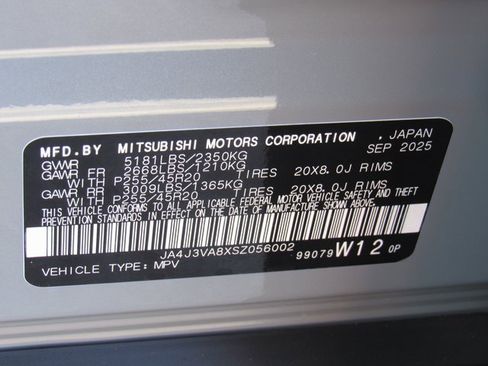 MFD.BY MITSUBISHI MOTORS CORPORATION, JAPAN
GVWR 5181LBS/2350KG SEP 2025
GAWR FR 2668LBS/1210KG
WITH P255/45R20 TIRES 20X8.0J RIMS
GAWR RR 3009LBS/1365KG
WITH P255/45R20 TIRES 20X8.0J RIMS
THIS VEHICLE CONFORMS TO ALL APPLICABLE FEDERAL MOTOR VEHICLE SAFETY AND THEFT
PREVENTION STANDARDS IN EFFECT ON THE DATE OF MANUFACTURE SHOWN ABOVE.
JA4J3VA8XSZ056002
VEHICLE TYPE:MPV 99079 W12 0P